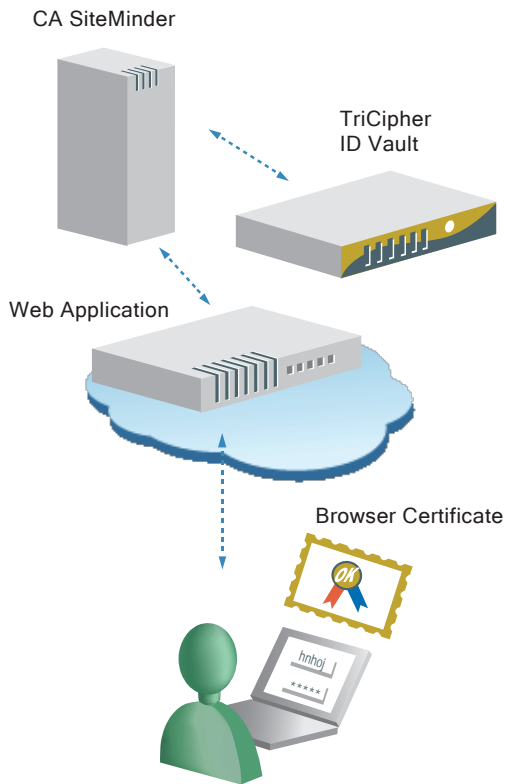 CA SiteMinder
TriCipher
ID Vault
Web Application
Browser Certificate
OK
hnhoj
*****